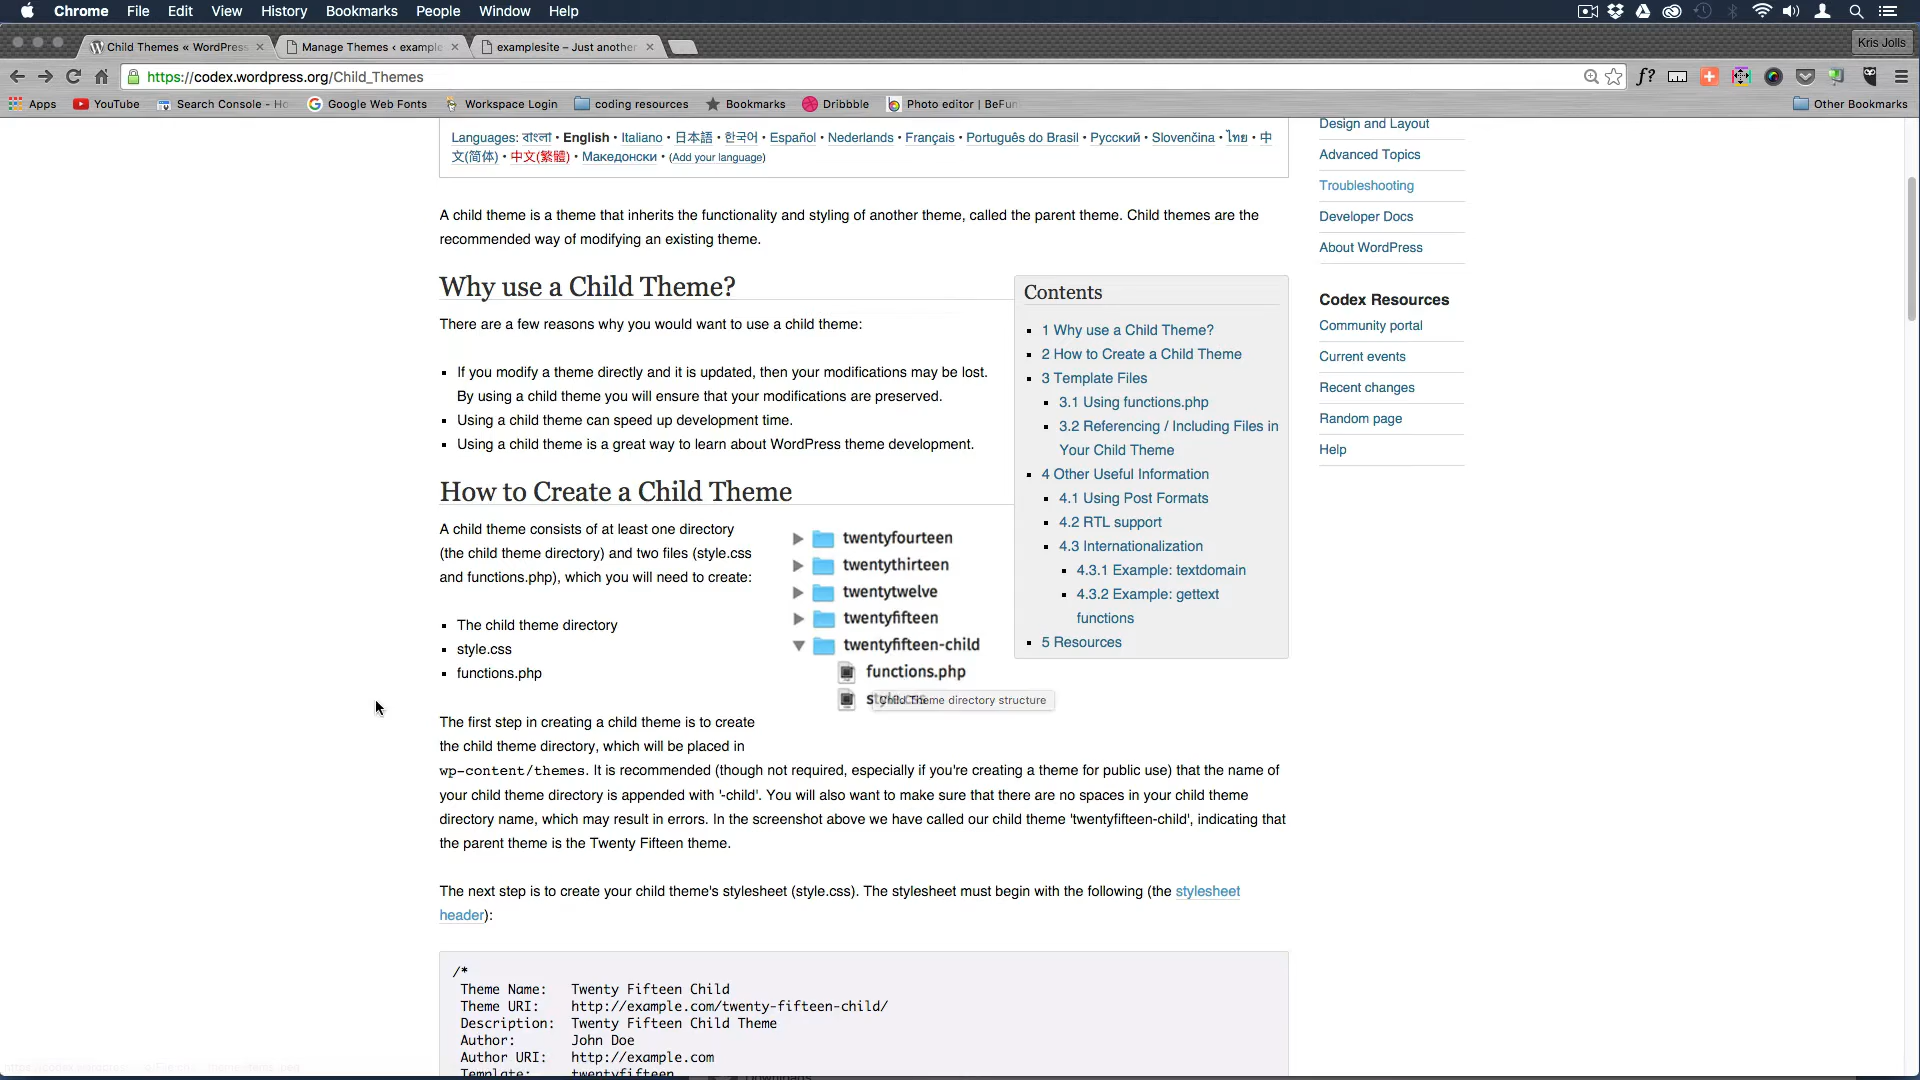 Chrome File Edit View History Bookmarks People Window Help
Child Themes « WordPress
Manage Themes ‹ example
examplesite – Just another
Kris Jolls
https://codex.wordpress.org/Child_Themes
f?
Apps YouTube Search Console - Ho Google Web Fonts Workspace Login coding resources Bookmarks Dribbble Photo editor | BeFun Other Bookmarks
Languages: বাংলা • English • Italiano • 日本語 • 한국어 • Español • Nederlands • Français • Português do Brasil • Русский • Slovenčina • ไทย • 中
文(简体) • 中文(繁體) • Македонски • (Add your language)
A child theme is a theme that inherits the functionality and styling of another theme, called the parent theme. Child themes are the
recommended way of modifying an existing theme.
Why use a Child Theme?
There are a few reasons why you would want to use a child theme:
If you modify a theme directly and it is updated, then your modifications may be lost.
By using a child theme you will ensure that your modifications are preserved.
Using a child theme can speed up development time.
Using a child theme is a great way to learn about WordPress theme development.
Contents
1 Why use a Child Theme?
2 How to Create a Child Theme
3 Template Files
3.1 Using functions.php
3.2 Referencing / Including Files in
Your Child Theme
4 Other Useful Information
4.1 Using Post Formats
4.2 RTL support
4.3 Internationalization
4.3.1 Example: textdomain
4.3.2 Example: gettext
functions
5 Resources
How to Create a Child Theme
A child theme consists of at least one directory
(the child theme directory) and two files (style.css
and functions.php), which you will need to create:
The child theme directory
style.css
functions.php
twentyfourteen
twentythirteen
twentytwelve
twentyfifteen
twentyfifteen-child
functions.php
style.css
Child Theme directory structure
The first step in creating a child theme is to create
the child theme directory, which will be placed in
wp-content/themes. It is recommended (though not required, especially if you're creating a theme for public use) that the name of
your child theme directory is appended with '-child'. You will also want to make sure that there are no spaces in your child theme
directory name, which may result in errors. In the screenshot above we have called our child theme 'twentyfifteen-child', indicating that
the parent theme is the Twenty Fifteen theme.
The next step is to create your child theme's stylesheet (style.css). The stylesheet must begin with the following (the stylesheet
header):
/*
Theme Name: Twenty Fifteen Child
Theme URI: http://example.com/twenty-fifteen-child/
Description: Twenty Fifteen Child Theme
Author: John Doe
Author URI: http://example.com
Template: twentyfifteen
Design and Layout
Advanced Topics
Troubleshooting
Developer Docs
About WordPress
Codex Resources
Community portal
Current events
Recent changes
Random page
Help